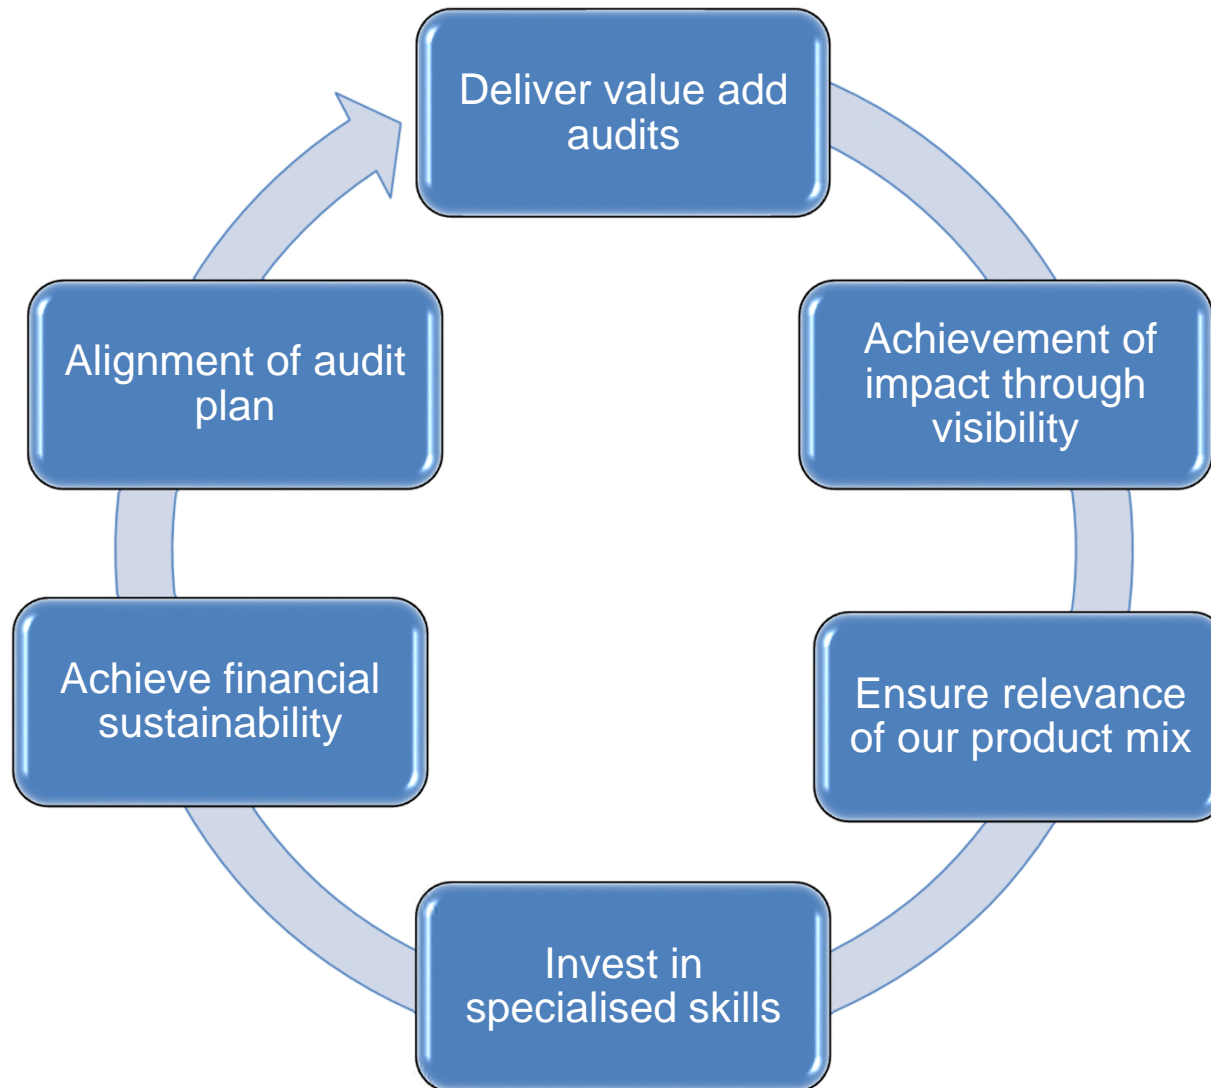 Deliver value add
audits
Achievement of
impact through
visibility
Ensure relevance
of our product mix
Invest in
specialised skills
Achieve financial
sustainability
Alignment of audit
plan